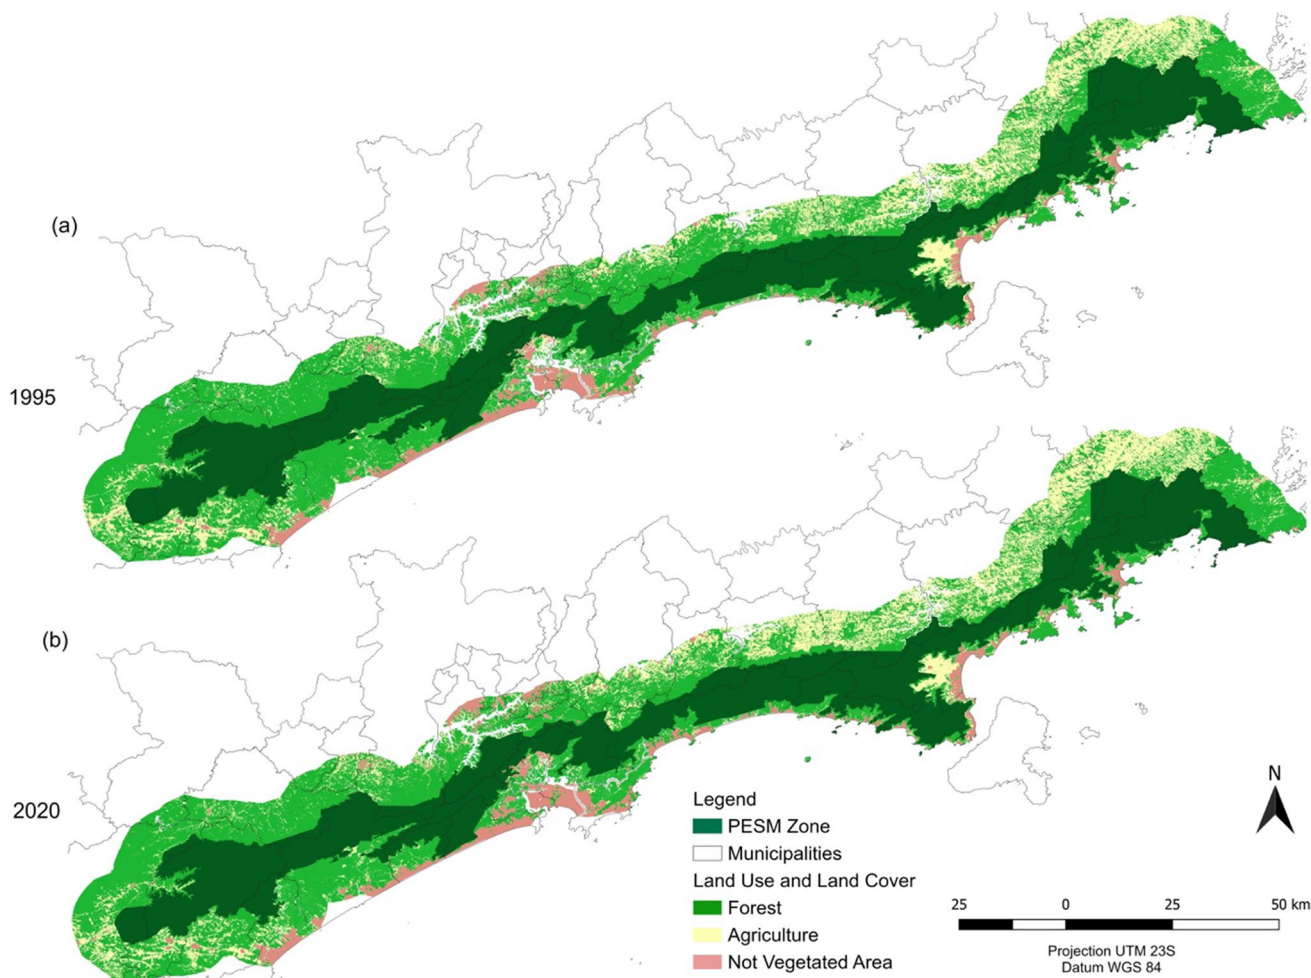 (a)
1995
(b)
2020
Legend
PESM Zone
Municipalities
Land Use and Land Cover
Forest
Agriculture
Not Vegetated Area
N
25 0 25 50 km
Projection UTM 23S
Datum WGS 84